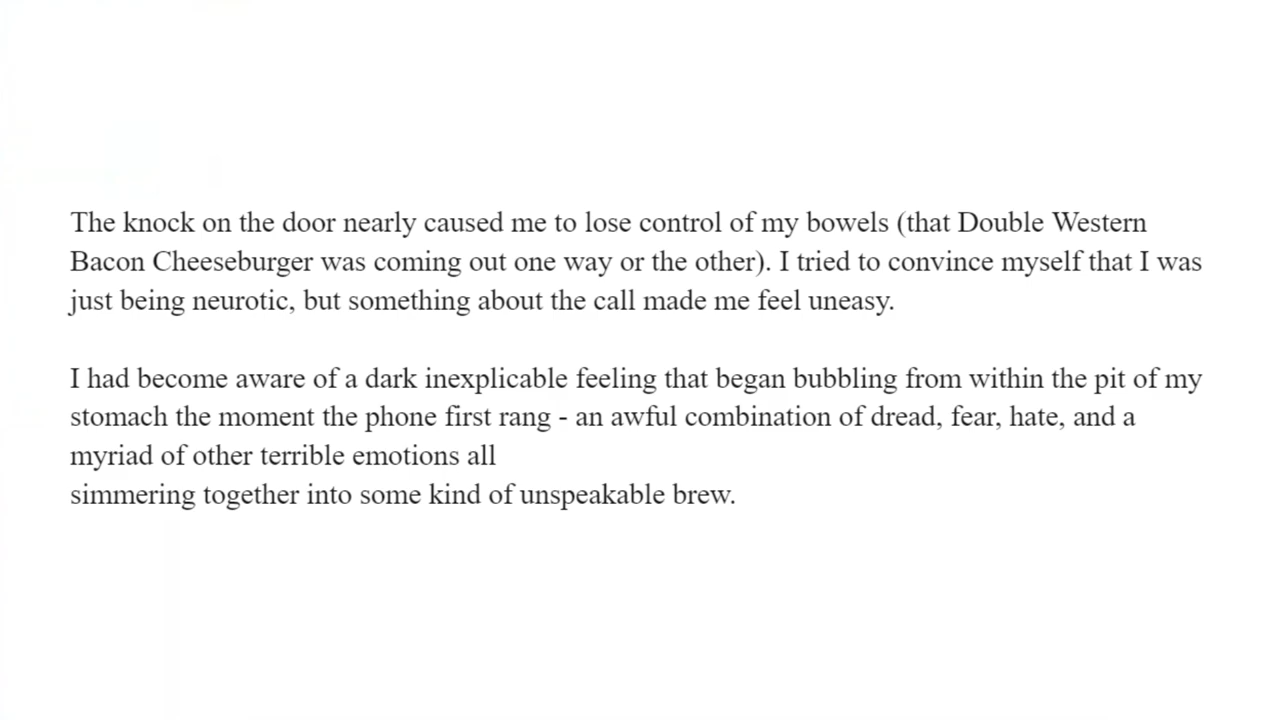 The knock on the door nearly caused me to lose control of my bowels (that Double Western
Bacon Cheeseburger was coming out one way or the other). I tried to convince myself that I was
just being neurotic, but something about the call made me feel uneasy.
I had become aware of a dark inexplicable feeling that began bubbling from within the pit of my
stomach the moment the phone first rang - an awful combination of dread, fear, hate, and a
myriad of other terrible emotions all
simmering together into some kind of unspeakable brew.